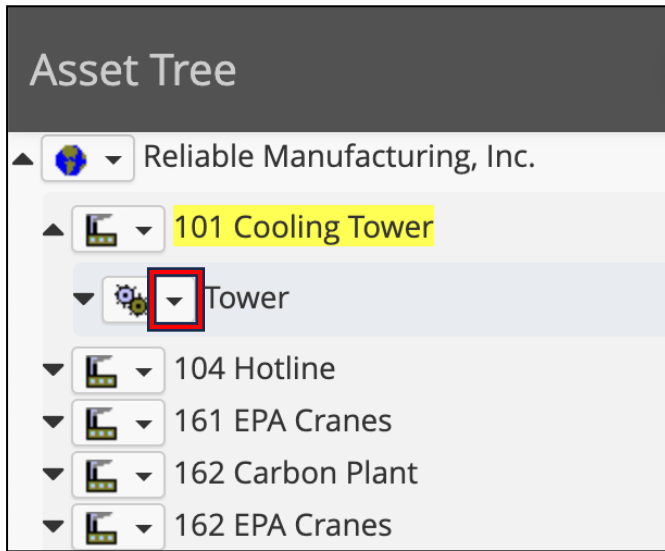 Asset Tree
Reliable Manufacturing, Inc.
101 Cooling Tower
Tower
104 Hotline
161 EPA Cranes
162 Carbon Plant
162 EPA Cranes